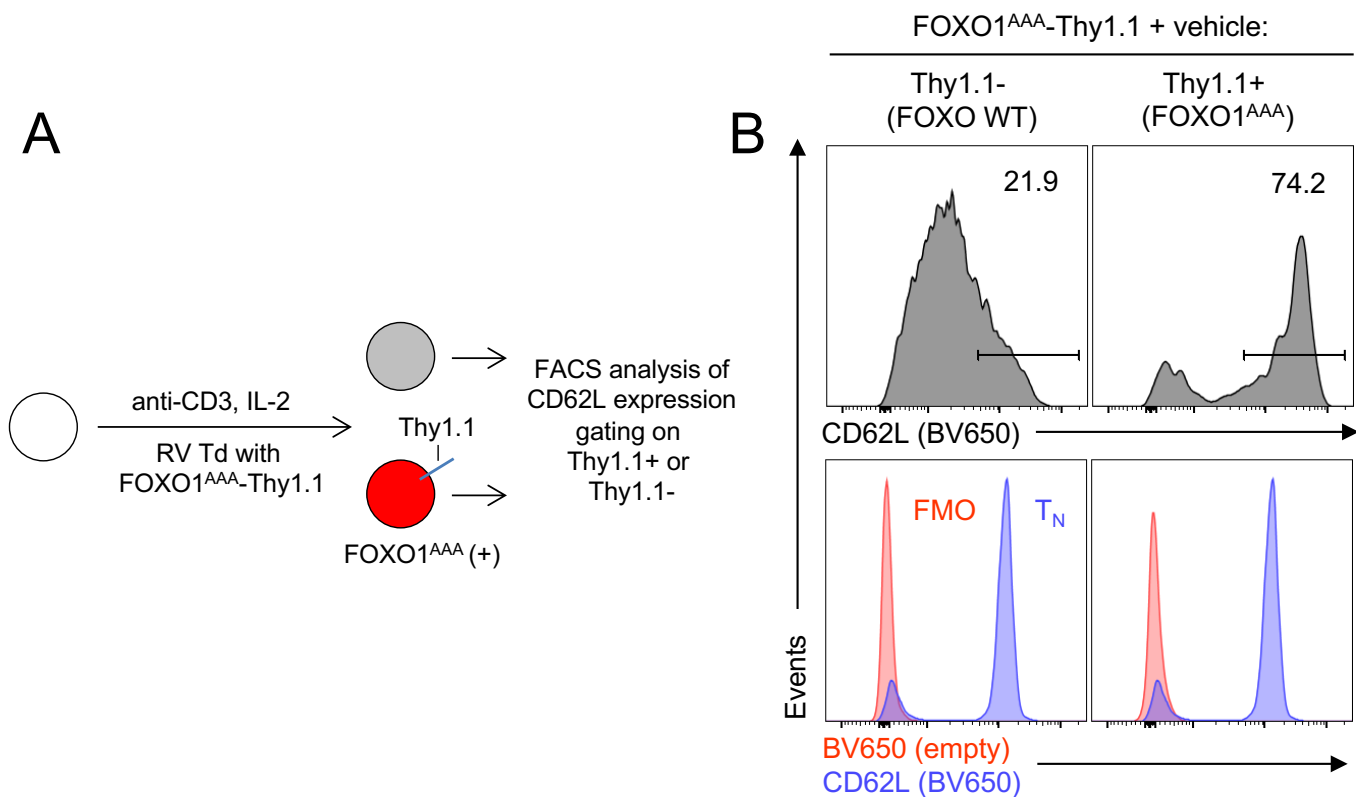 A
anti-CD3, IL-2
RV Td with
FOXO1ᴬᴬᴬ-Thy1.1
Thy1.1
FOXO1ᴬᴬᴬ (+)
FACS analysis of
CD62L expression
gating on
Thy1.1+ or
Thy1.1-
B
FOXO1ᴬᴬᴬ-Thy1.1 + vehicle:
Thy1.1-
(FOXO WT)
Thy1.1+
(FOXO1ᴬᴬᴬ)
21.9
74.2
CD62L (BV650)
Events
FMO
Tₙ
BV650 (empty)
CD62L (BV650)